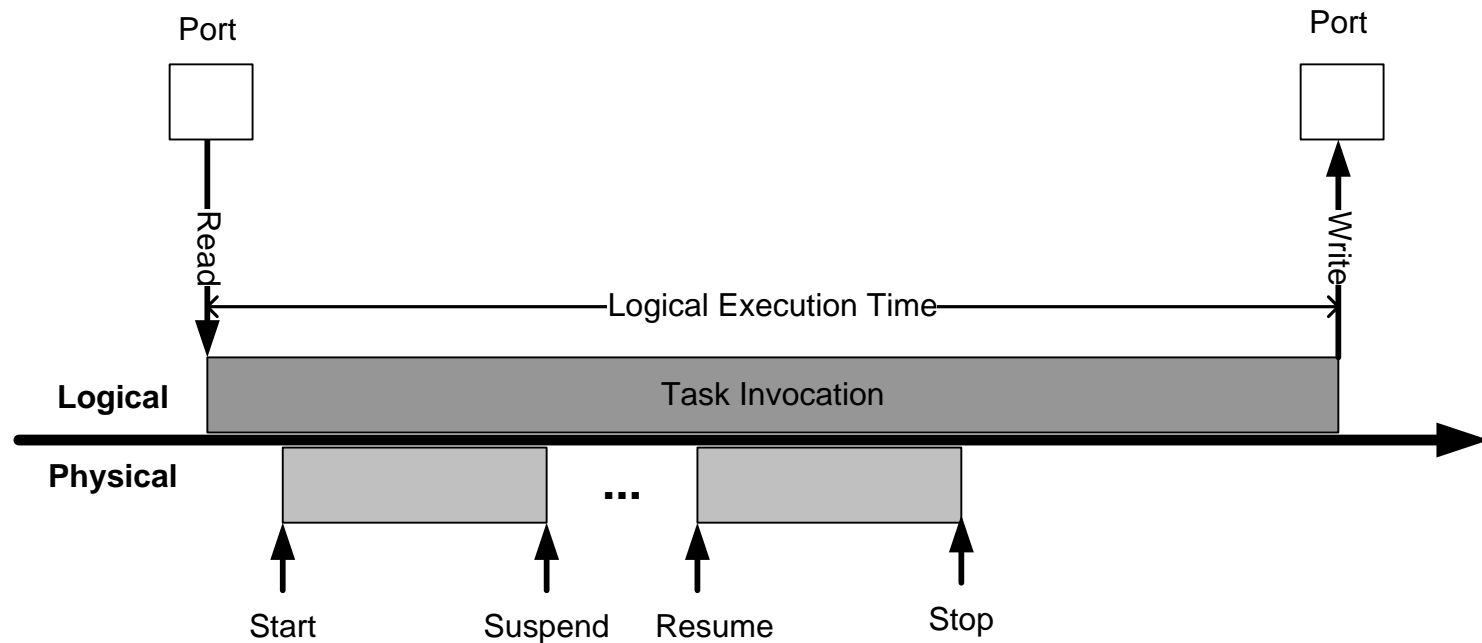 Port
Port
Read
Write
Logical Execution Time
Logical
Task Invocation
Physical
...
Start
Suspend
Resume
Stop